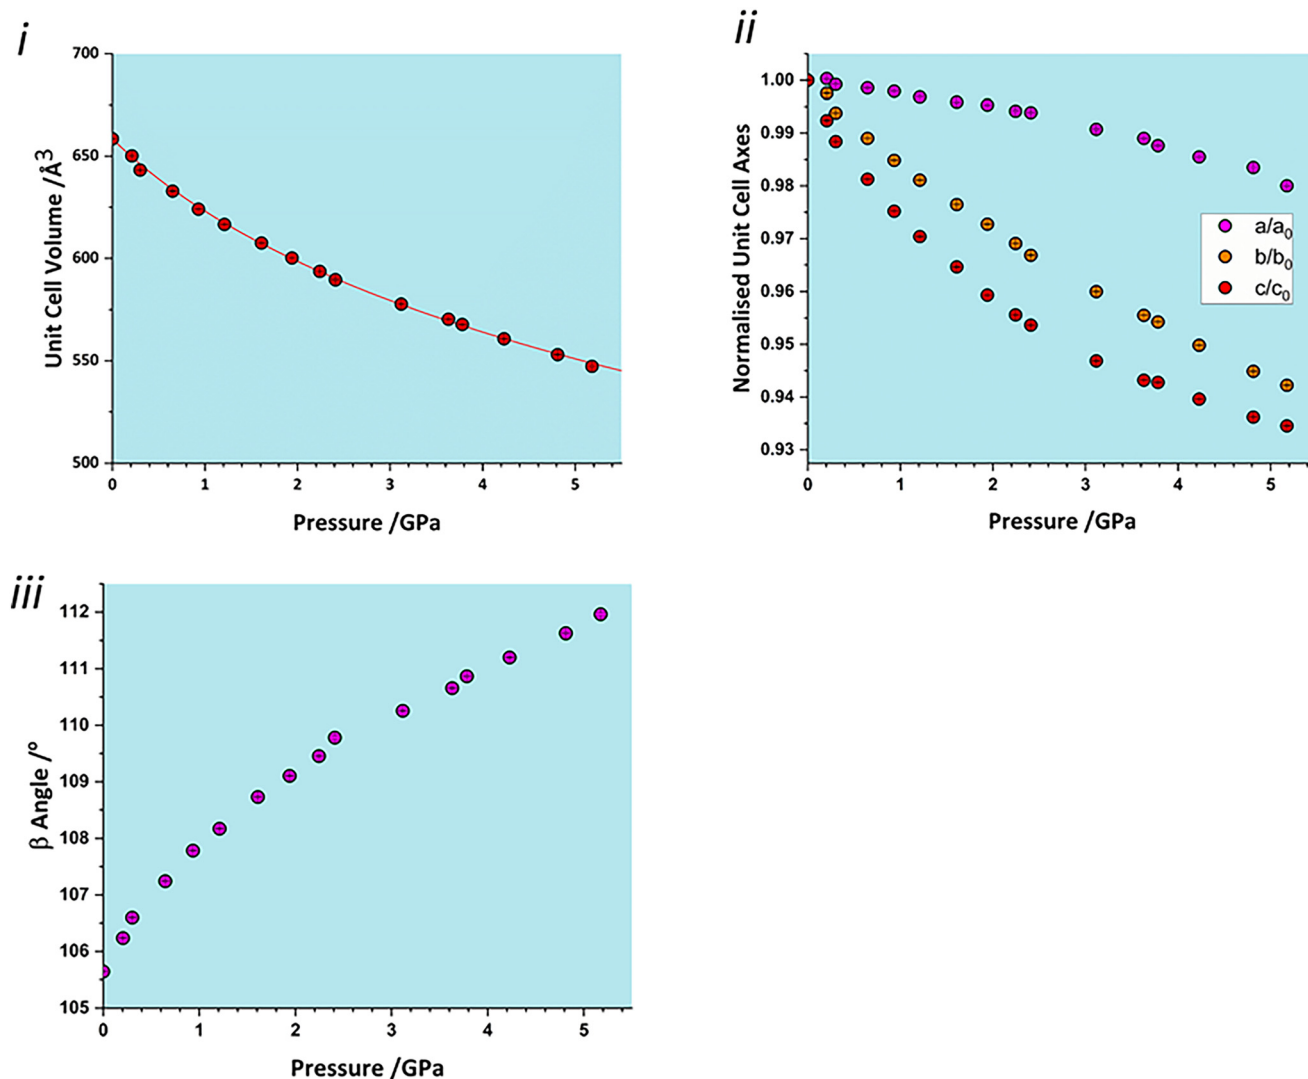 i
700
650
600
550
500
Unit Cell Volume /Å³
0 1 2 3 4 5
Pressure /GPa
ii
1.00
0.99
0.98
0.97
0.96
0.95
0.94
0.93
Normalised Unit Cell Axes
a/a₀
b/b₀
c/c₀
0 1 2 3 4 5
Pressure /GPa
iii
112
111
110
109
108
107
106
105
β Angle /º
0 1 2 3 4 5
Pressure /GPa